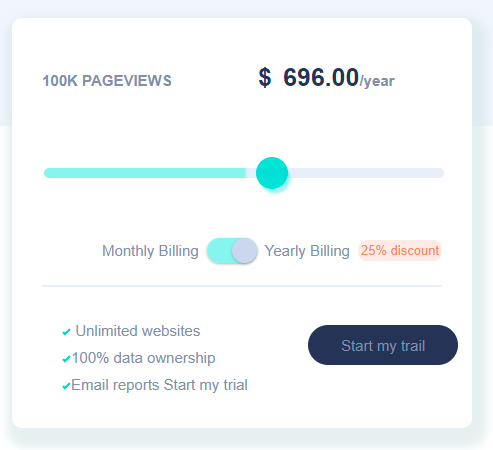 100K PAGEVIEWS $ 696.00/year
Monthly Billing Yearly Billing 25% discount
Unlimited websites
100% data ownership
Email reports Start my trial
Start my trail